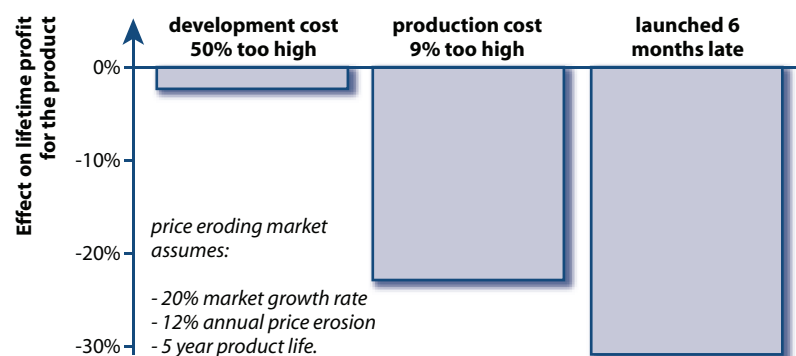 Effect on lifetime profit
for the product
development cost
50% too high
production cost
9% too high
launched 6
months late
0%
-10%
-20%
-30%
price eroding market
assumes:
- 20% market growth rate
- 12% annual price erosion
- 5 year product life.